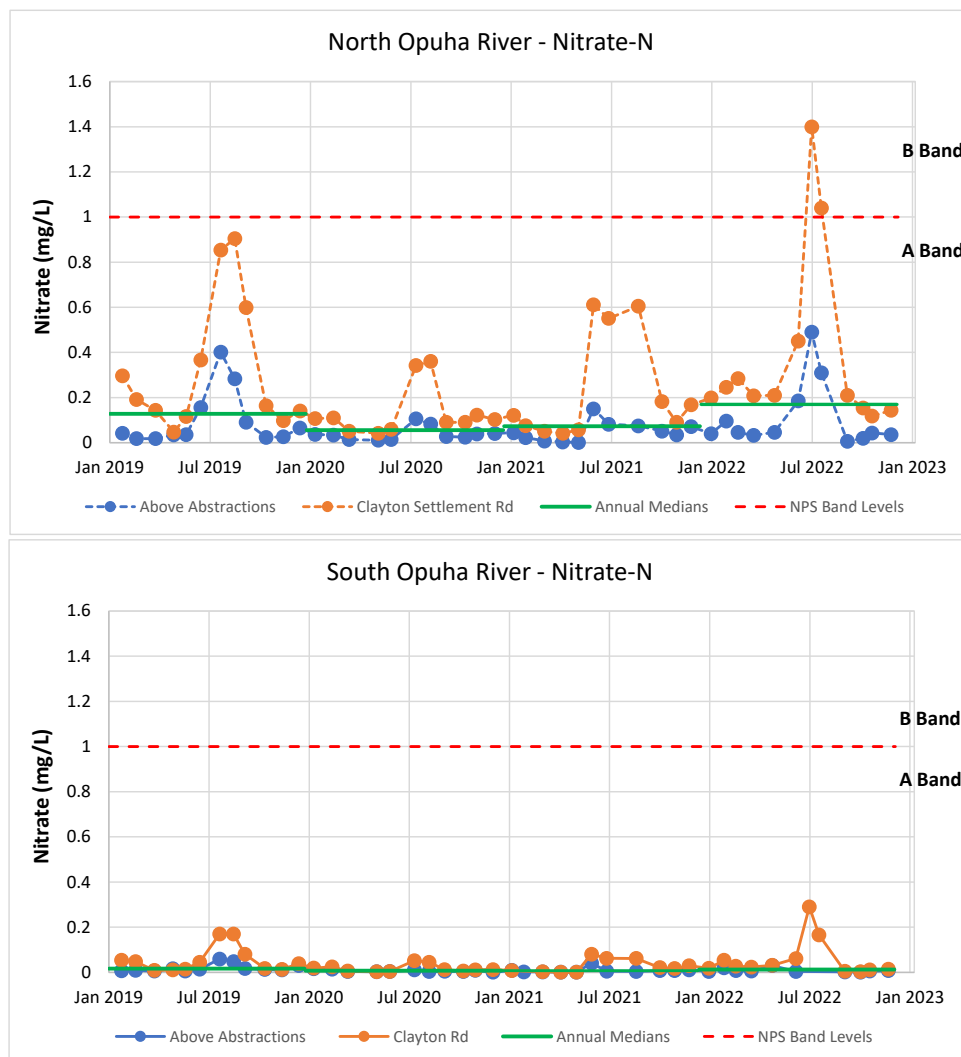 North Opuha River - Nitrate-N
1.6
1.4
1.2
1
0.8
0.6
0.4
0.2
0
Nitrate (mg/L)
B Band
A Band
Jan 2019 Jul 2019 Jan 2020 Jul 2020 Jan 2021 Jul 2021 Jan 2022 Jul 2022 Jan 2023
Above Abstractions Clayton Settlement Rd Annual Medians NPS Band Levels
South Opuha River - Nitrate-N
1.6
1.4
1.2
1
0.8
0.6
0.4
0.2
0
Nitrate (mg/L)
B Band
A Band
Jan 2019 Jul 2019 Jan 2020 Jul 2020 Jan 2021 Jul 2021 Jan 2022 Jul 2022 Jan 2023
Above Abstractions Clayton Rd Annual Medians NPS Band Levels